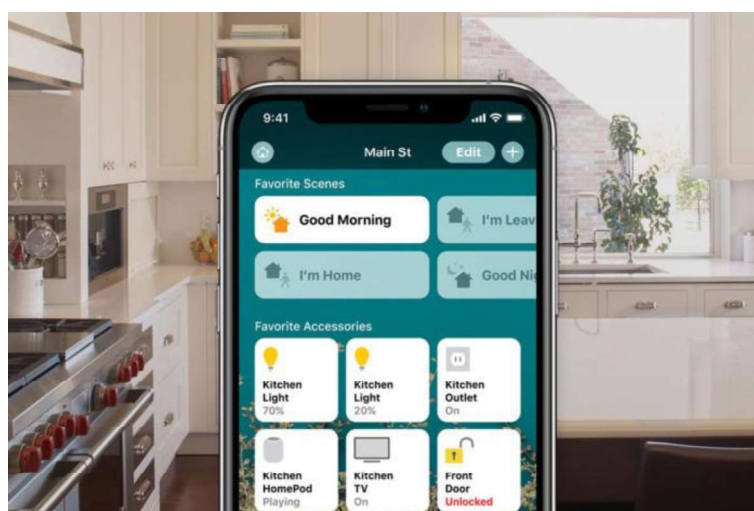 9:41
Main St
Edit
Favorite Scenes
Good Morning
I'm Leav
I'm Home
Good Nig
Favorite Accessories
Kitchen
Light
70%
Kitchen
Light
20%
Kitchen
Outlet
On
Kitchen
HomePod
Playing
Kitchen
TV
On
Front
Door
Unlocked